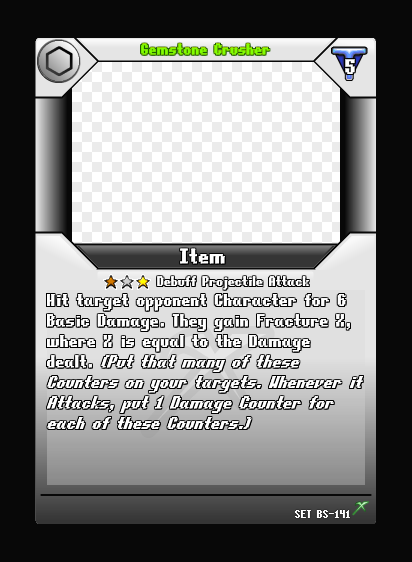 Gemstone Crusher
5
Item
Debuff Projectile Attack
Hit target opponent Character for 6
Basic Damage. They gain Fracture X,
where X is equal to the Damage
dealt. (Put that many of these
Counters on your targets. Whenever it
Attacks, put 1 Damage Counter for
each of these Counters.)
SET BS-141